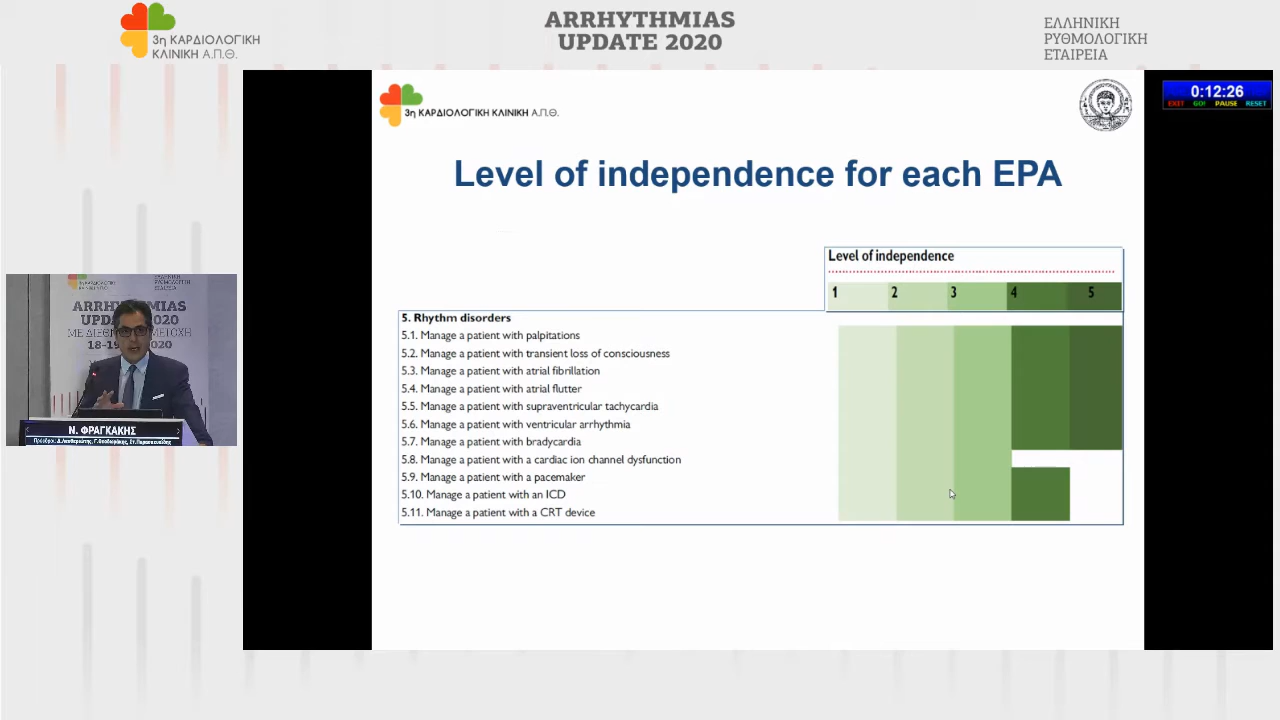 3η ΚΑΡΔΙΟΛΟΓΙΚΗ
ΚΛΙΝΙΚΗ Α.Π.Θ.
ARRHYTHMIAS
UPDATE 2020
ΕΛΛΗΝΙΚΗ
ΡΥΘΜΟΛΟΓΙΚΗ
ΕΤΑΙΡΕΙΑ
0:12:26
EXIT GO! PAUSE RESET
3η ΚΑΡΔΙΟΛΟΓΙΚΗ ΚΛΙΝΙΚΗ Α.Π.Θ.
Level of independence for each EPA
Level of independence
1 2 3 4 5
5. Rhythm disorders
5.1. Manage a patient with palpitations
5.2. Manage a patient with transient loss of consciousness
5.3. Manage a patient with atrial fibrillation
5.4. Manage a patient with atrial flutter
5.5. Manage a patient with supraventricular tachycardia
5.6. Manage a patient with ventricular arrhythmia
5.7. Manage a patient with bradycardia
5.8. Manage a patient with a cardiac ion channel dysfunction
5.9. Manage a patient with a pacemaker
5.10. Manage a patient with an ICD
5.11. Manage a patient with a CRT device
Ν. ΦΡΑΓΚΑΚΗΣ